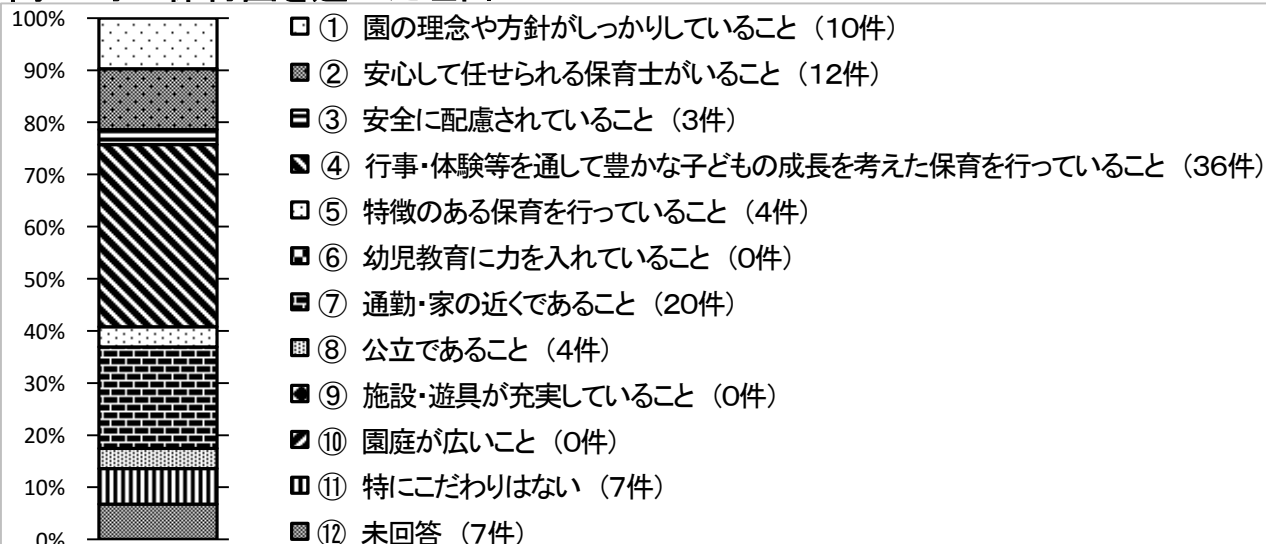 100%
90%
80%
70%
60%
50%
40%
30%
20%
10%
0%
① 園の理念や方針がしっかりしていること（10件）
② 安心して任せられる保育士がいること（12件）
③ 安全に配慮されていること（3件）
④ 行事・体験等を通して豊かな子どもの成長を考えた保育を行っていること（36件）
⑤ 特徴のある保育を行っていること（4件）
⑥ 幼児教育に力を入れていること（0件）
⑦ 通勤・家の近くであること（20件）
⑧ 公立であること（4件）
⑨ 施設・遊具が充実していること（0件）
⑩ 園庭が広いこと（0件）
⑪ 特にこだわりはない（7件）
⑫ 未回答（7件）